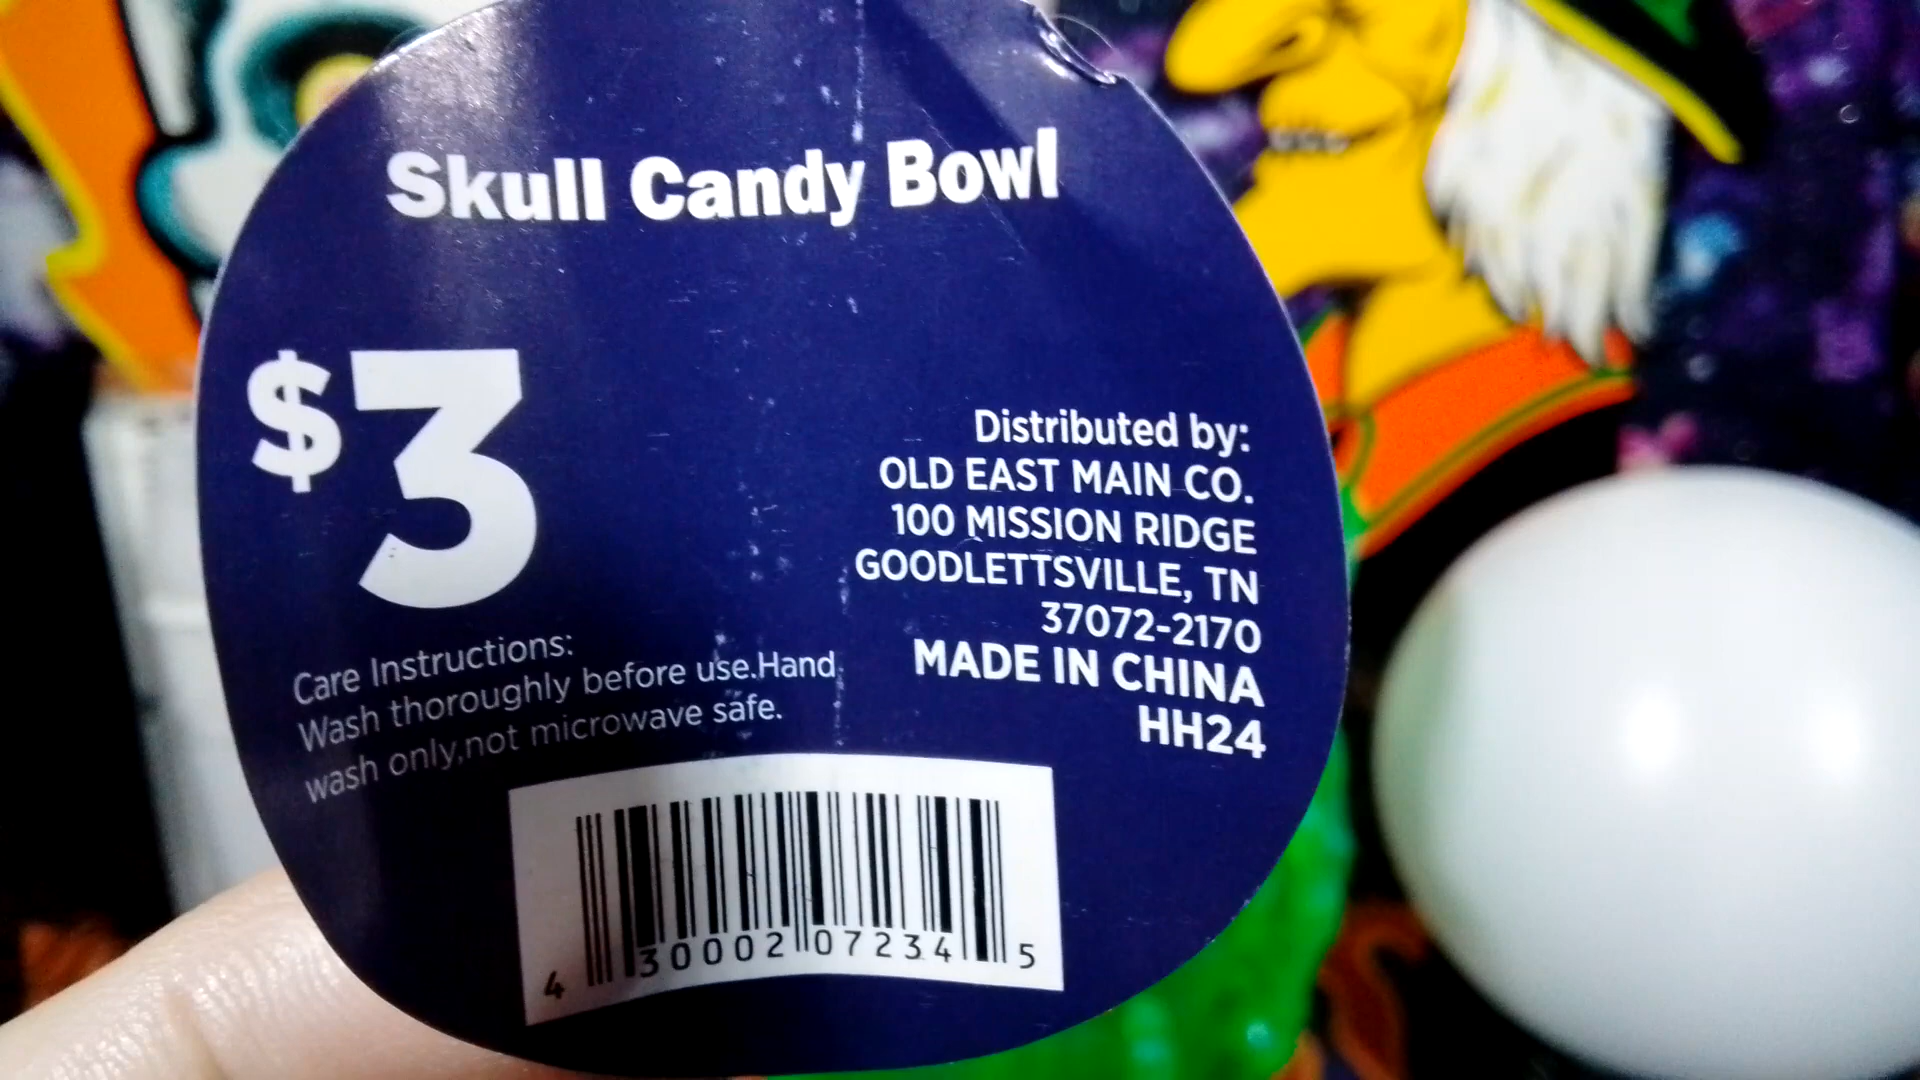 Skull Candy Bowl
$3
Distributed by:
OLD EAST MAIN CO.
100 MISSION RIDGE
GOODLETTSVILLE, TN
37072-2170
MADE IN CHINA
HH24
Care Instructions:
Wash thoroughly before use.Hand
wash only,not microwave safe.
4 30002 07234 5